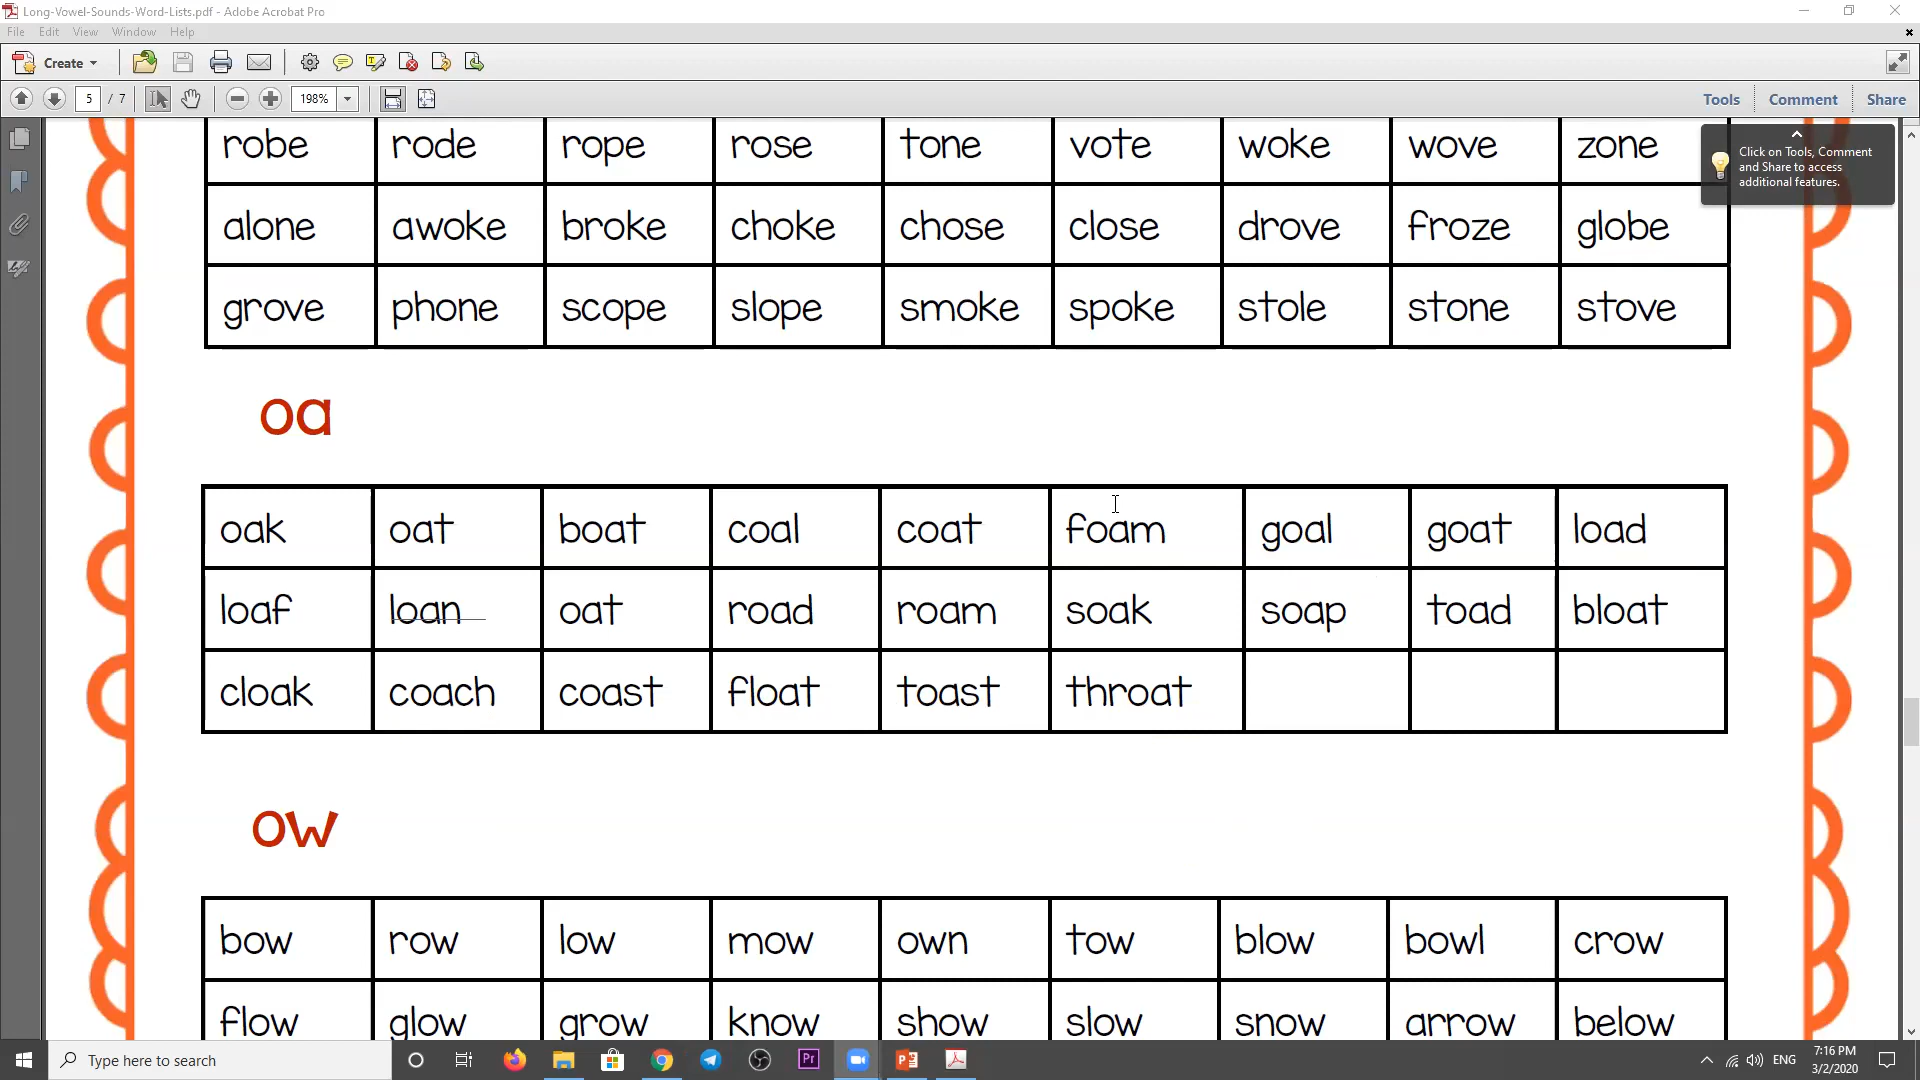 Long-Vowel-Sounds-Word-Lists.pdf - Adobe Acrobat Pro
File Edit View Window Help
Create
5 / 7 198% Tools Comment Share
Click on Tools, Comment
and Share to access
additional features.
robe rode rope rose tone vote woke wove zone
alone awoke broke choke chose close drove froze globe
grove phone scope slope smoke spoke stole stone stove
oa
oak oat boat coal coat foam goal goat load
loaf loan oat road roam soak soap toad bloat
cloak coach coast float toast throat
ow
bow row low mow own tow blow bowl crow
flow glow grow know show slow snow arrow below
Type here to search
Pr
ENG
7:16 PM
3/2/2020